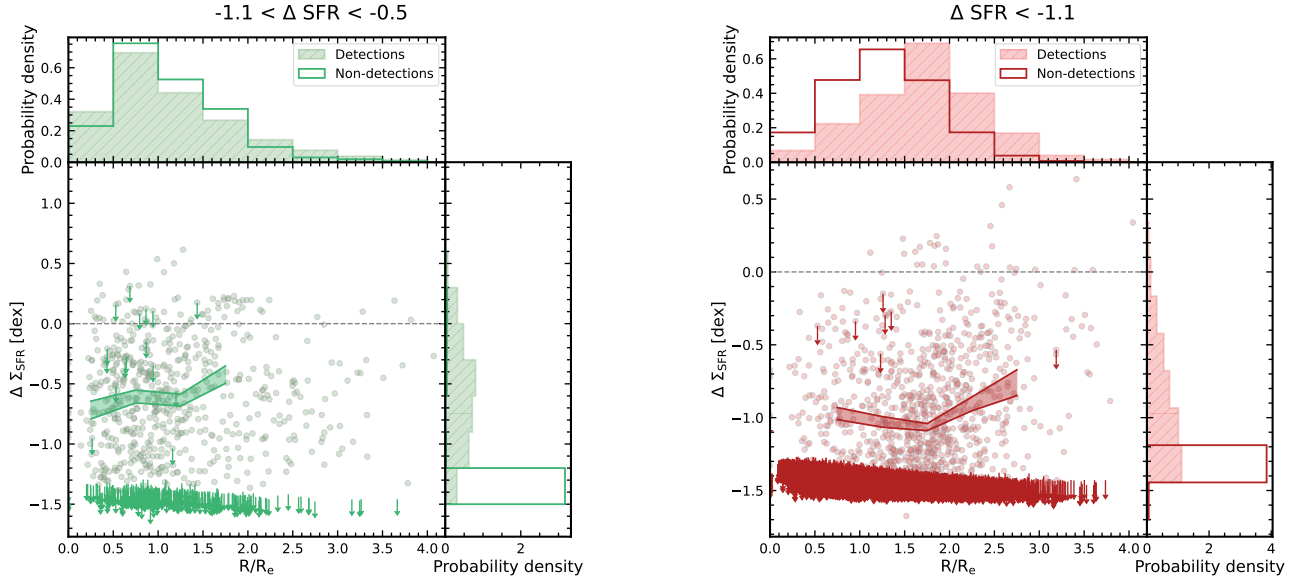 -1.1 < Δ SFR < -0.5
Probability density
0.6
0.4
0.2
0.0
Detections
Non-detections
Δ Σ_SFR [dex]
1.0
0.5
0.0
−0.5
−1.0
−1.5
0.0 0.5 1.0 1.5 2.0 2.5 3.0 3.5 4.0
R/R_e
0 2
Probability density
Δ SFR < -1.1
Probability density
0.6
0.4
0.2
0.0
Detections
Non-detections
Δ Σ_SFR [dex]
0.5
0.0
−0.5
−1.0
−1.5
0.0 0.5 1.0 1.5 2.0 2.5 3.0 3.5 4.0
R/R_e
0 2 4
Probability density